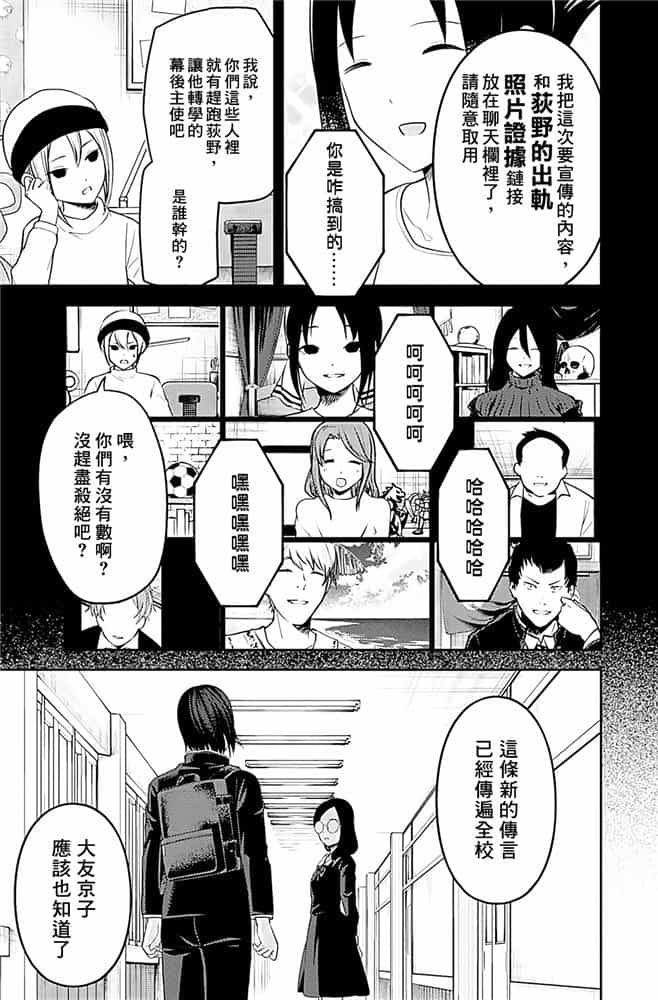 我把這次要宣傳的內容，
和荻野的出軌
照片證據鏈接
放在聊天欄裡了，
請隨意取用
你是咋搞到的……
我說，
你們這些人裡
就有趕跑荻野，
讓他轉學的
幕後主使吧
是誰幹的？
呵呵呵呵呵
哈哈哈哈哈
嘿嘿嘿嘿嘿
喂，
你們有沒有數啊？
沒趕盡殺絕吧？
這條新的傳言
已經傳遍全校
大友京子
應該也知道了